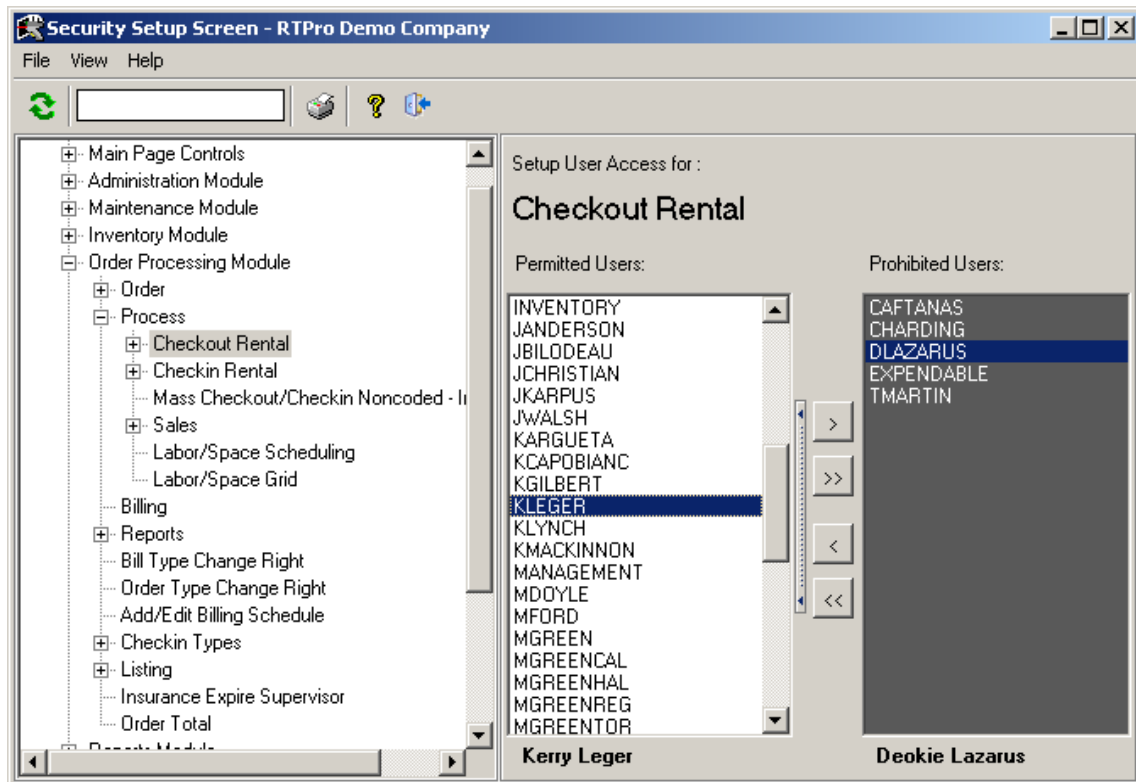 Security Setup Screen - RTPro Demo Company
File View Help
Main Page Controls
Administration Module
Maintenance Module
Inventory Module
Order Processing Module
Order
Process
Checkout Rental
Checkin Rental
Mass Checkout/Checkin Noncoded -
Sales
Labor/Space Scheduling
Labor/Space Grid
Billing
Reports
Bill Type Change Right
Order Type Change Right
Add/Edit Billing Schedule
Checkin Types
Listing
Insurance Expire Supervisor
Order Total
Reports Module
Setup User Access for :
Checkout Rental
Permitted Users:
INVENTORY
JANDERSON
JBILODEAU
JCHRISTIAN
JKARPUS
JWALSH
KARGUETA
KCAPOBIANC
KGILBERT
KLEGER
KLYNCH
KMACKINNON
MANAGEMENT
MDOYLE
MFORD
MGREEN
MGREENCAL
MGREENHAL
MGREENREG
MGREENTOR
Kerry Leger
>
>>
<
<<
Prohibited Users:
CAFTANAS
CHARDING
DLAZARUS
EXPENDABLE
TMARTIN
Deokie Lazarus